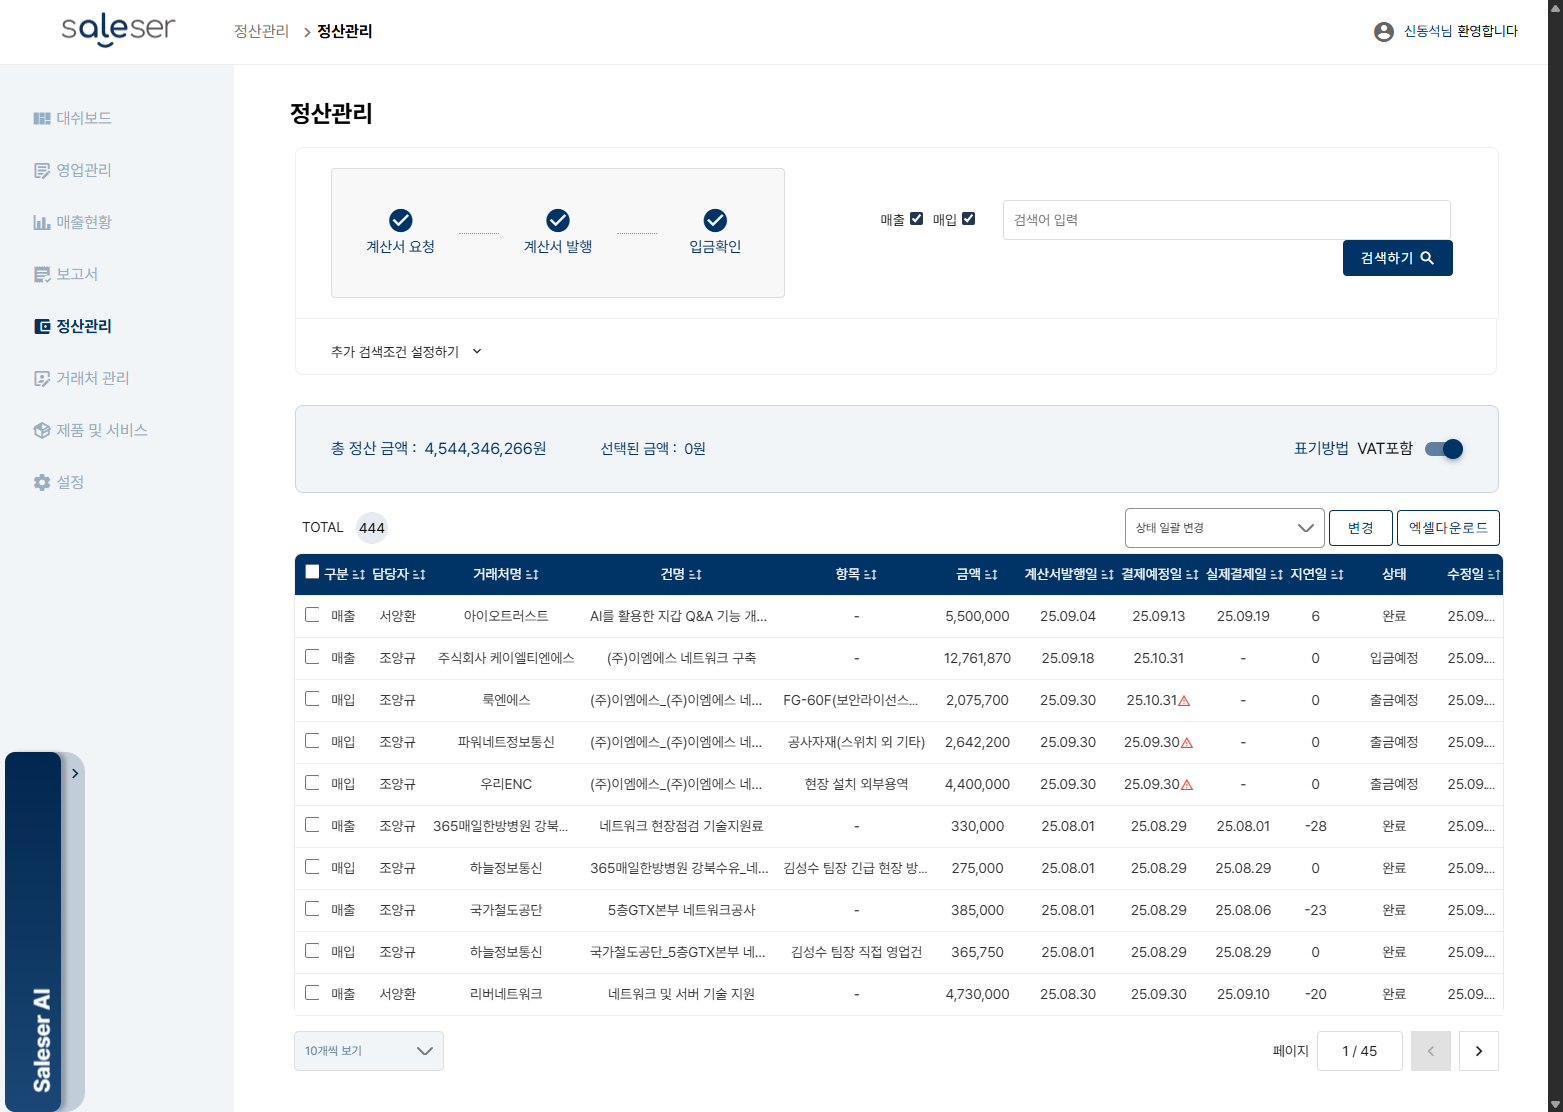 saleser
정산관리 > 정산관리
신동석님 환영합니다
대쉬보드
영업관리
매출현황
보고서
정산관리
거래처 관리
제품 및 서비스
설정
Saleser AI
정산관리
계산서 요청
계산서 발행
입금확인
매출 매입 검색어 입력
검색하기
추가 검색조건 설정하기
총 정산 금액 : 4,544,346,266원 선택된 금액 : 0원 표기방법 VAT포함
TOTAL 444 상태 일괄 변경 변경 엑셀다운로드
구분 담당자 거래처명 건명 항목 금액 계산서발행일 결제예정일 실제결제일 지연일 상태 수정일
매출 서양환 아이오트러스트 AI를 활용한 지갑 Q&A 기능 개... - 5,500,000 25.09.04 25.09.13 25.09.19 6 완료 25.09....
매출 조양규 주식회사 케이엘티엔에스 (주)이엠에스 네트워크 구축 - 12,761,870 25.09.18 25.10.31 - 0 입금예정 25.09....
매입 조양규 룩엔에스 (주)이엠에스_(주)이엠에스 네... FG-60F(보안라이선스... 2,075,700 25.09.30 25.10.31 - 0 출금예정 25.09....
매입 조양규 파워네트정보통신 (주)이엠에스_(주)이엠에스 네... 공사자재(스위치 외 기타) 2,642,200 25.09.30 25.09.30 - 0 출금예정 25.09....
매입 조양규 우리ENC (주)이엠에스_(주)이엠에스 네... 현장 설치 외부용역 4,400,000 25.09.30 25.09.30 - 0 출금예정 25.09....
매출 조양규 365매일한방병원 강북... 네트워크 현장점검 기술지원료 - 330,000 25.08.01 25.08.29 25.08.01 -28 완료 25.09....
매입 조양규 하늘정보통신 365매일한방병원 강북수유_네... 김성수 팀장 긴급 현장 방... 275,000 25.08.01 25.08.29 25.08.29 0 완료 25.09....
매출 조양규 국가철도공단 5층GTX본부 네트워크공사 - 385,000 25.08.01 25.08.29 25.08.06 -23 완료 25.09....
매입 조양규 하늘정보통신 국가철도공단_5층GTX본부 네... 김성수 팀장 직접 영업건 365,750 25.08.01 25.08.29 25.08.29 0 완료 25.09....
매출 서양환 리버네트워크 네트워크 및 서버 기술 지원 - 4,730,000 25.08.30 25.09.30 25.09.10 -20 완료 25.09....
10개씩 보기 페이지 1 / 45